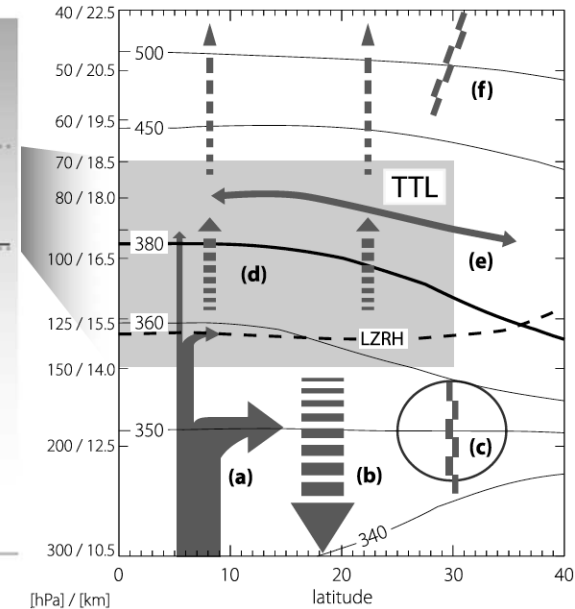 40 / 22.5
500
50 / 20.5
(f)
60 / 19.5
450
70 / 18.5
TTL
80 / 18.0
380
(e)
100 / 16.5
(d)
125 / 15.5
360
LZRH
150 / 14.0
350
(c)
200 / 12.5
(a)
(b)
340
300 / 10.5
0
10
20
30
40
[hPa] / [km]
latitude